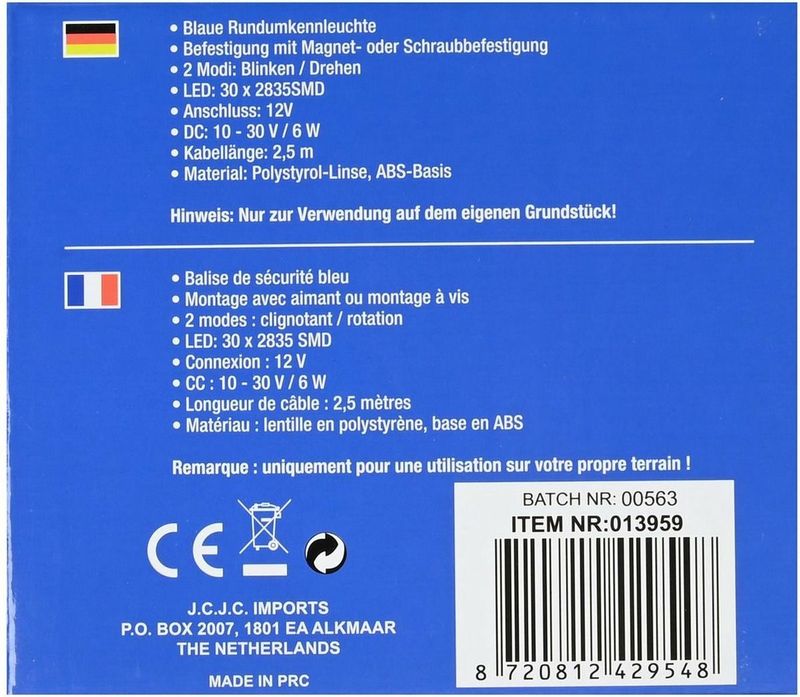 • Blaue Rundumkennleuchte
• Befestigung mit Magnet- oder Schraubbefestigung
• 2 Modi: Blinken / Drehen
• LED: 30 x 2835SMD
• Anschluss: 12V
• DC: 10 - 30 V / 6 W
• Kabellänge: 2,5 m
• Material: Polystyrol-Linse, ABS-Basis
Hinweis: Nur zur Verwendung auf dem eigenen Grundstück!
• Balise de sécurité bleu
• Montage avec aimant ou montage à vis
• 2 modes : clignotant / rotation
• LED: 30 x 2835 SMD
• Connexion : 12 V
• CC : 10 - 30 V / 6 W
• Longueur de câble : 2,5 mètres
• Matériau : lentille en polystyrène, base en ABS
Remarque : uniquement pour une utilisation sur votre propre terrain !
CE
J.C.J.C. IMPORTS
P.O. BOX 2007, 1801 EA ALKMAAR
THE NETHERLANDS
MADE IN PRC
BATCH NR: 00563
ITEM NR:013959
8 720812 429548